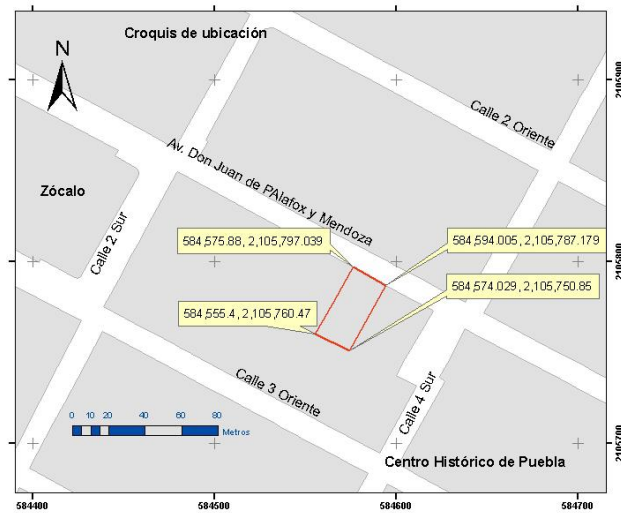 Croquis de ubicación
N
Calle 2 Oriente
Av. Don Juan de PAlafox y Mendoza
Zócalo
Calle 2 Sur
584,575.88, 2,105,797.039
584,594.005, 2,105,787.179
584,574.029, 2,105,750.85
584,555.4, 2,105,760.47
Calle 3 Oriente
Calle 4 Sur
0 10 20 40 60 80
Metros
Centro Histórico de Puebla
2105900
2105800
2105700
584400 584500 584600 584700